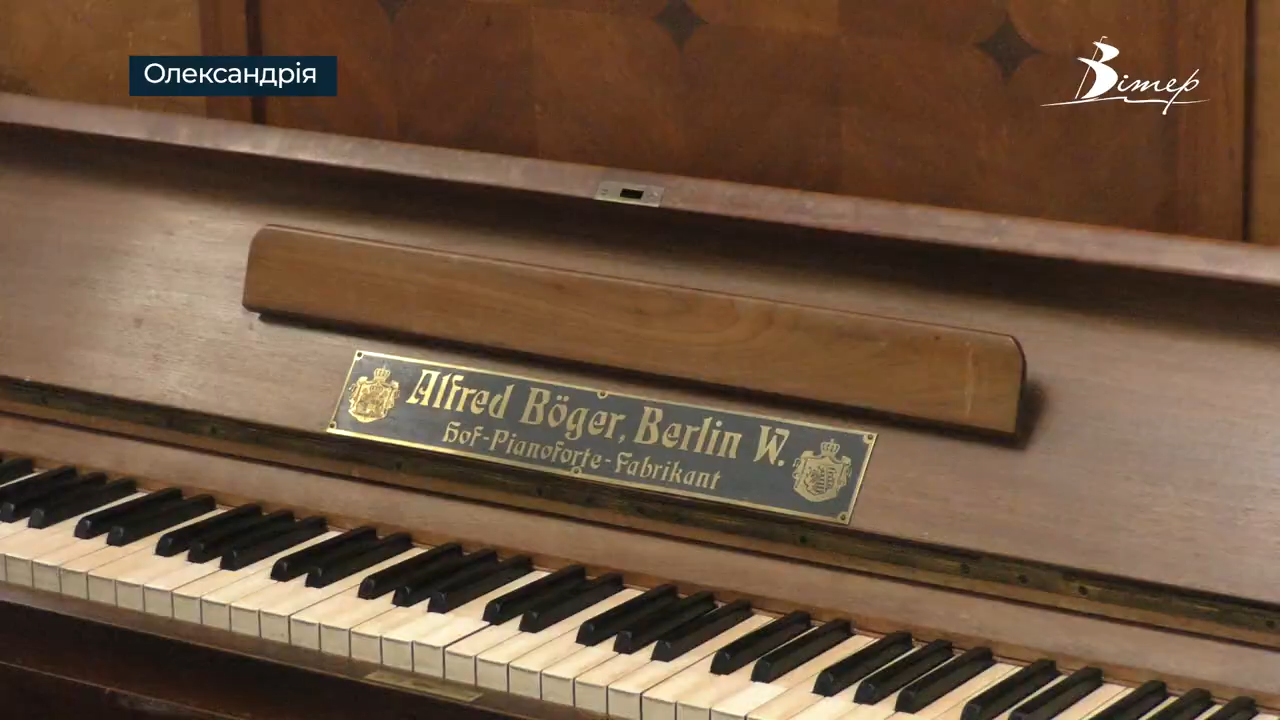 Олександрія
Вітер
Alfred Böger, Berlin W.
Hof-Pianoforte-Fabrikant